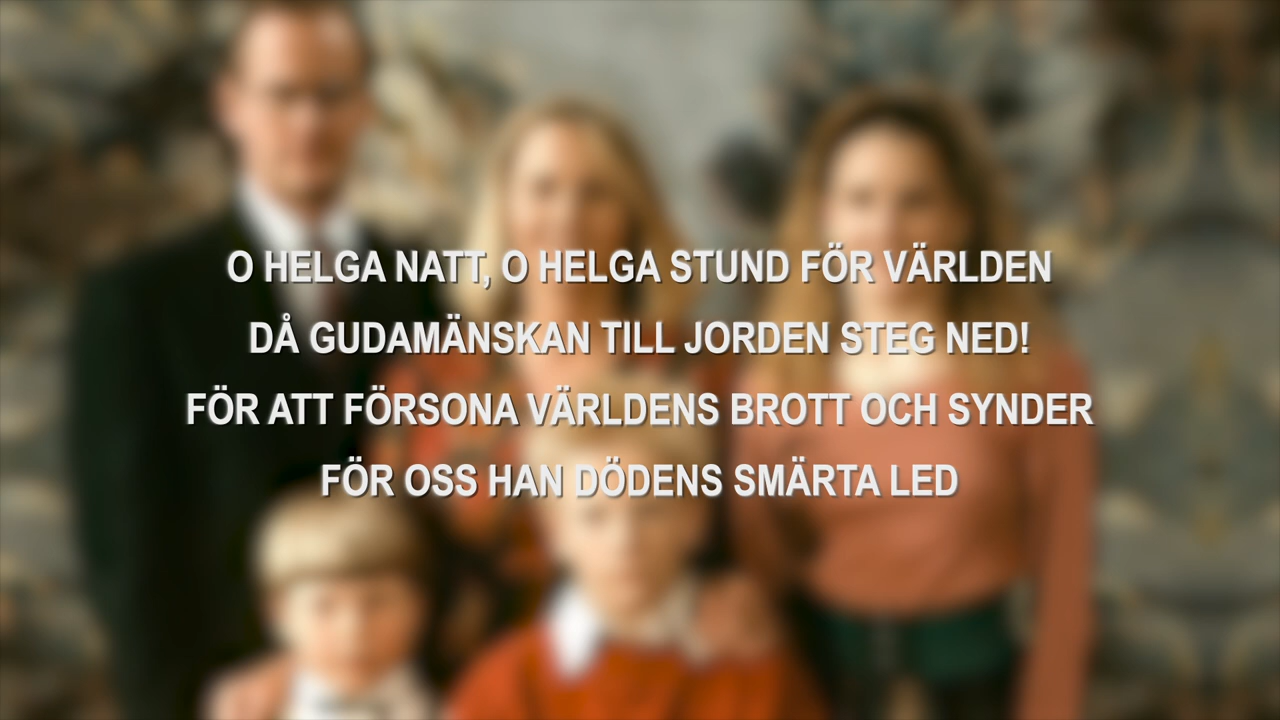 O HELGA NATT, O HELGA STUND FÖR VÄRLDEN
DÅ GUDAMÄNSKAN TILL JORDEN STEG NED!
FÖR ATT FÖRSONA VÄRLDENS BROTT OCH SYNDER
FÖR OSS HAN DÖDENS SMÄRTA LED